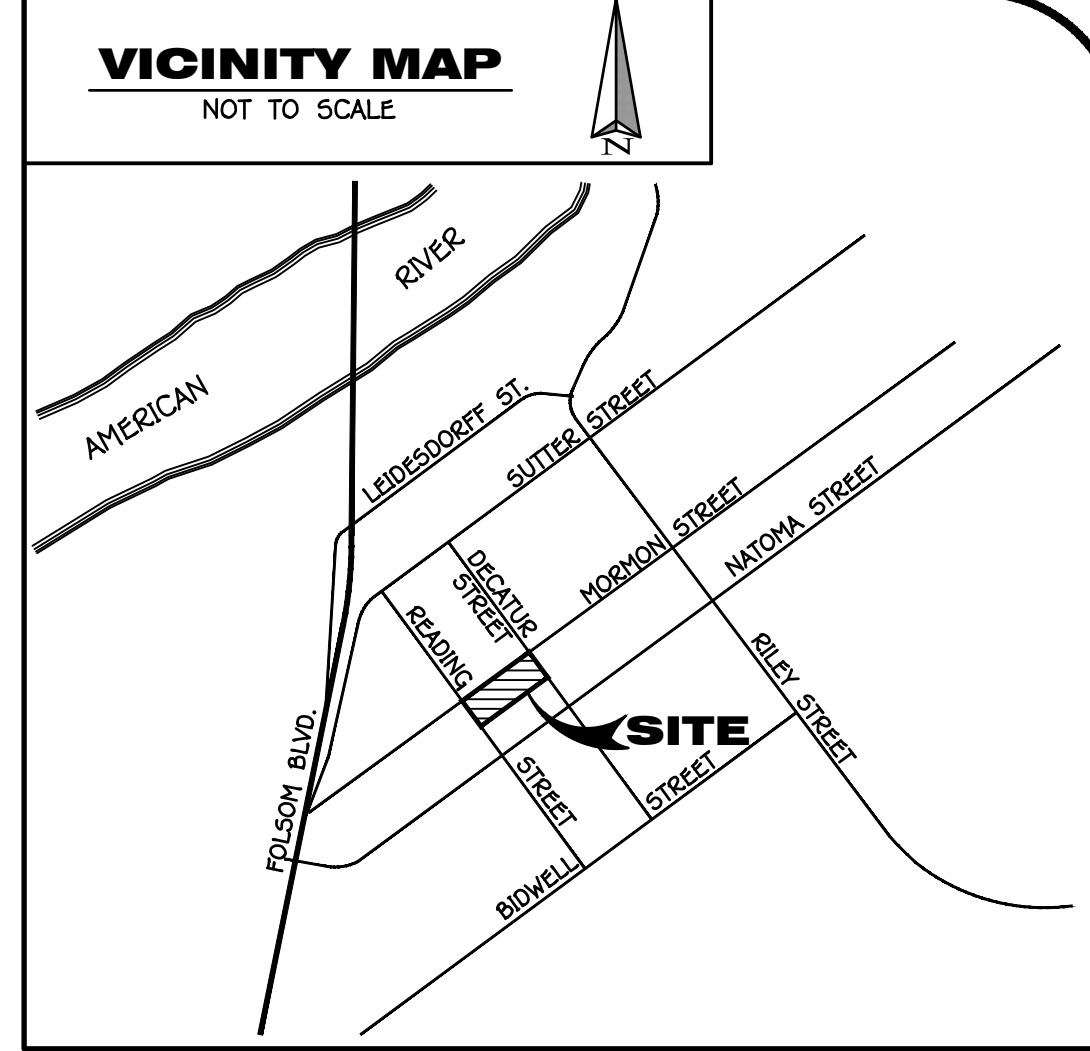 VICINITY MAP
NOT TO SCALE
N
RIVER
AMERICAN
LEIDESDORFF ST.
SUTTER STREET
MORMON STREET
NATOMA STREET
DECATUR
STREET
READING
STREET
RILEY STREET
SITE
FOLSOM BLVD.
BIDWELL STREET